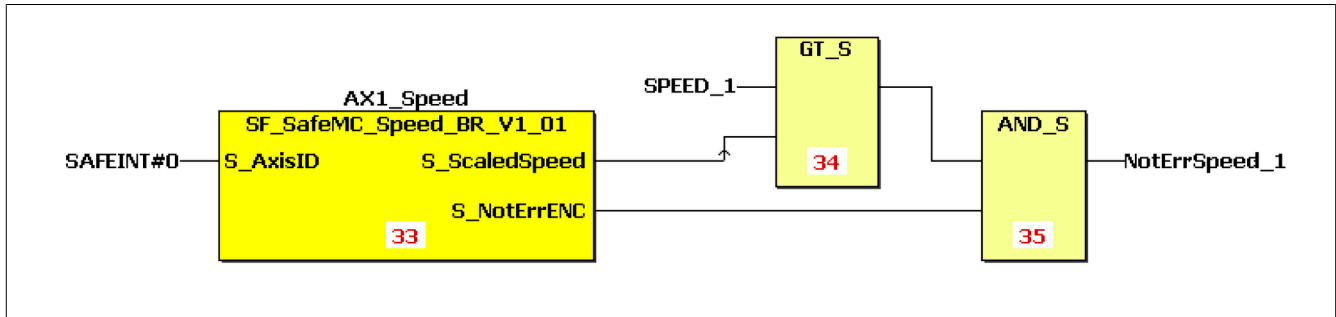 GT_S
SPEED_1
34
AX1_Speed
SF_SafeMC_Speed_BR_V1_01
SAFEINT#0 S_AxisID S_ScaledSpeed
S_NotErrENC
33
AND_S
NotErrSpeed_1
35